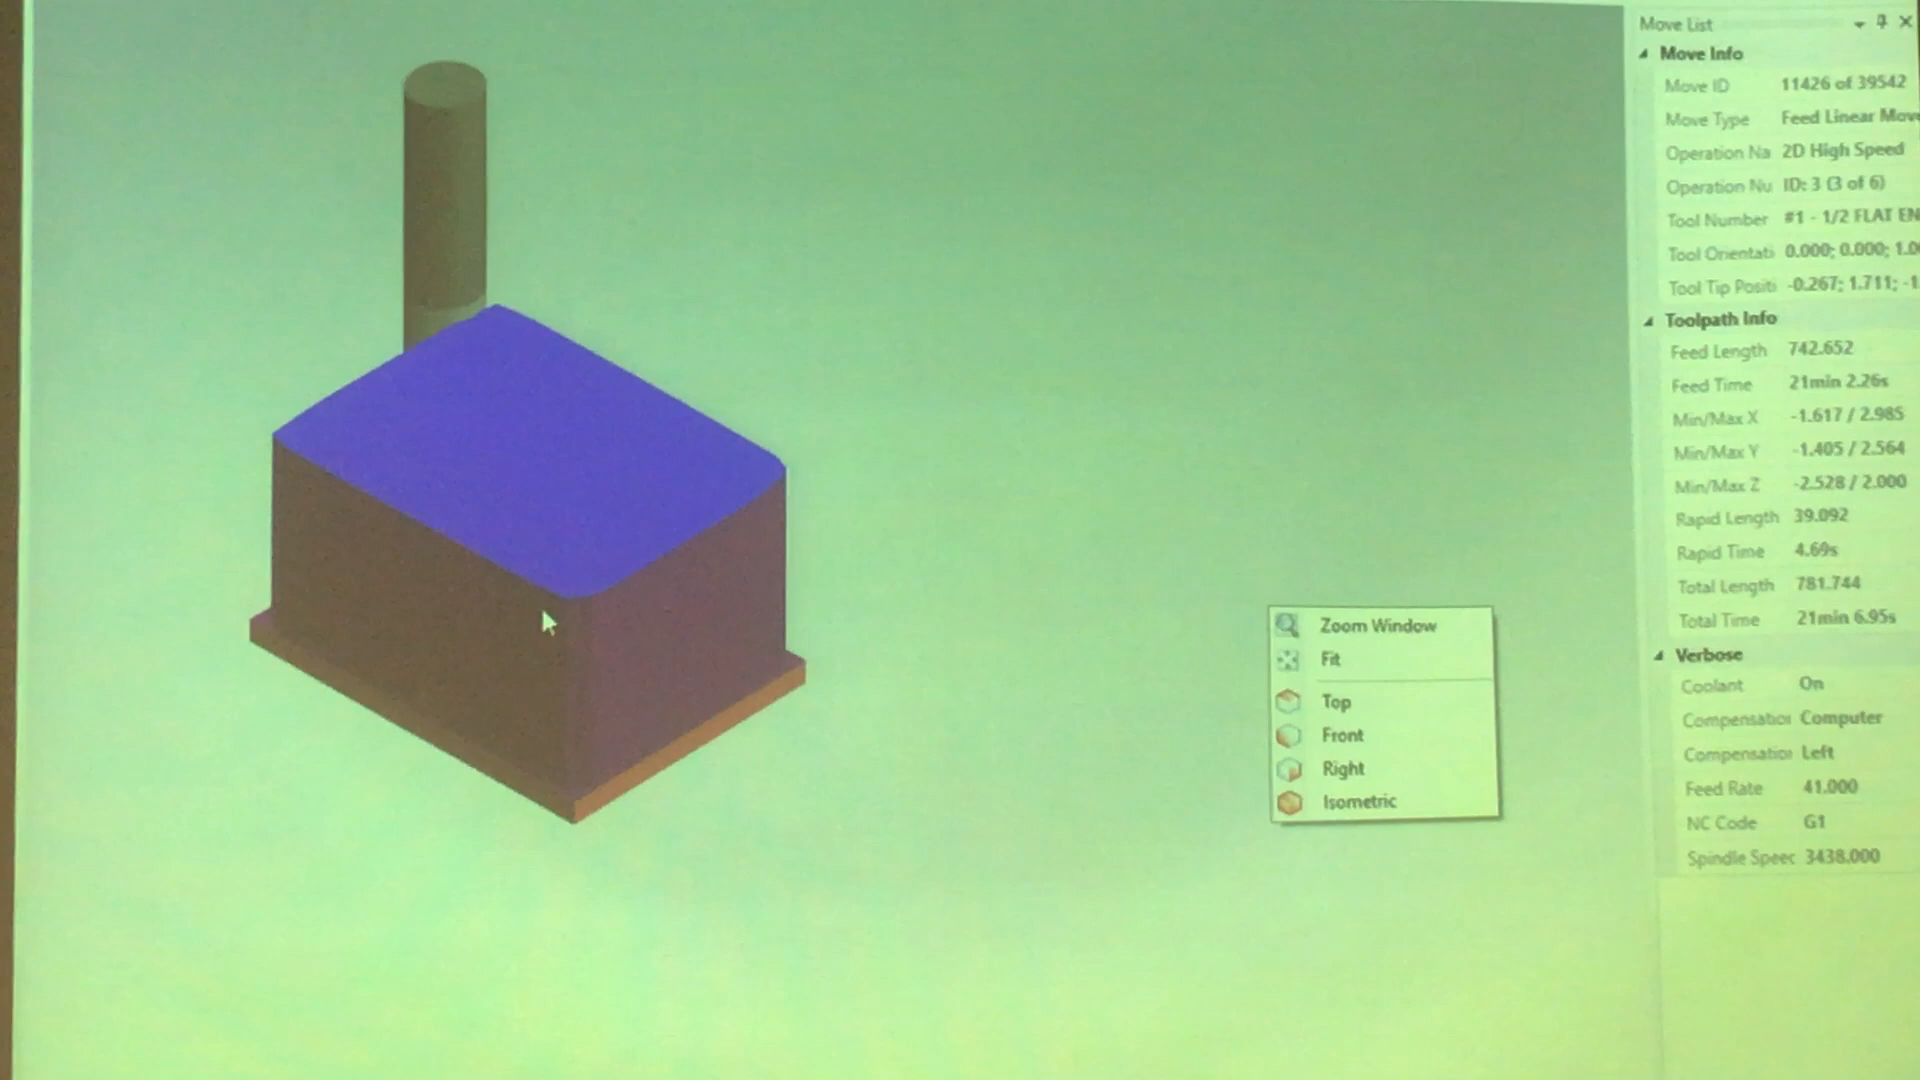 Move List
Move Info
Move ID 11426 of 39542
Move Type Feed Linear Move
Operation Na 2D High Speed
Operation Nu ID: 3 (3 of 6)
Tool Number #1 - 1/2 FLAT EN
Tool Orientati 0.000; 0.000; 1.0
Tool Tip Positi -0.267; 1.711; -1
Toolpath Info
Feed Length 742.652
Feed Time 21min 2.26s
Min/Max X -1.617 / 2.985
Min/Max Y -1.405 / 2.564
Min/Max Z -2.528 / 2.000
Rapid Length 39.092
Rapid Time 4.69s
Total Length 781.744
Total Time 21min 6.95s
Verbose
Coolant On
Compensation Computer
Compensation Left
Feed Rate 41.000
NC Code G1
Spindle Speec 3438.000
Zoom Window
Fit
Top
Front
Right
Isometric